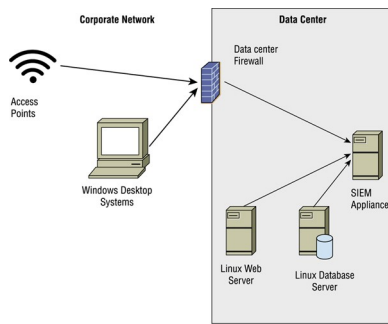 Corporate Network
Data Center
Data center
Firewall
Access
Points
Windows Desktop
Systems
SIEM
Appliance
Linux Web
Server
Linux Database
Server